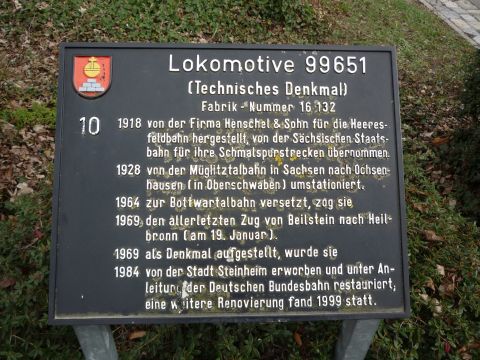 Lokomotive 99651
(Technisches Denkmal)
Fabrik - Nummer 16 132
10
1918 von der Firma Henschel & Sohn für die Heeres-
feldbahn hergestellt, von der Sächsischen Staats-
bahn für ihre Schmalspurstrecken übernommen.
1928 von der Müglitztalbahn in Sachsen nach Ochsen-
hausen (in Oberschwaben) umstationiert.
1964 zur Bottwartalbahn versetzt, zog sie
1969 den allerletzten Zug von Beilstein nach Heil-
bronn (am 19. Januar).
1969 als Denkmal aufgestellt, wurde sie
1984 von der Stadt Steinheim erworben und unter An-
leitung der Deutschen Bundesbahn restauriert;
eine weitere Renovierung fand 1999 statt.